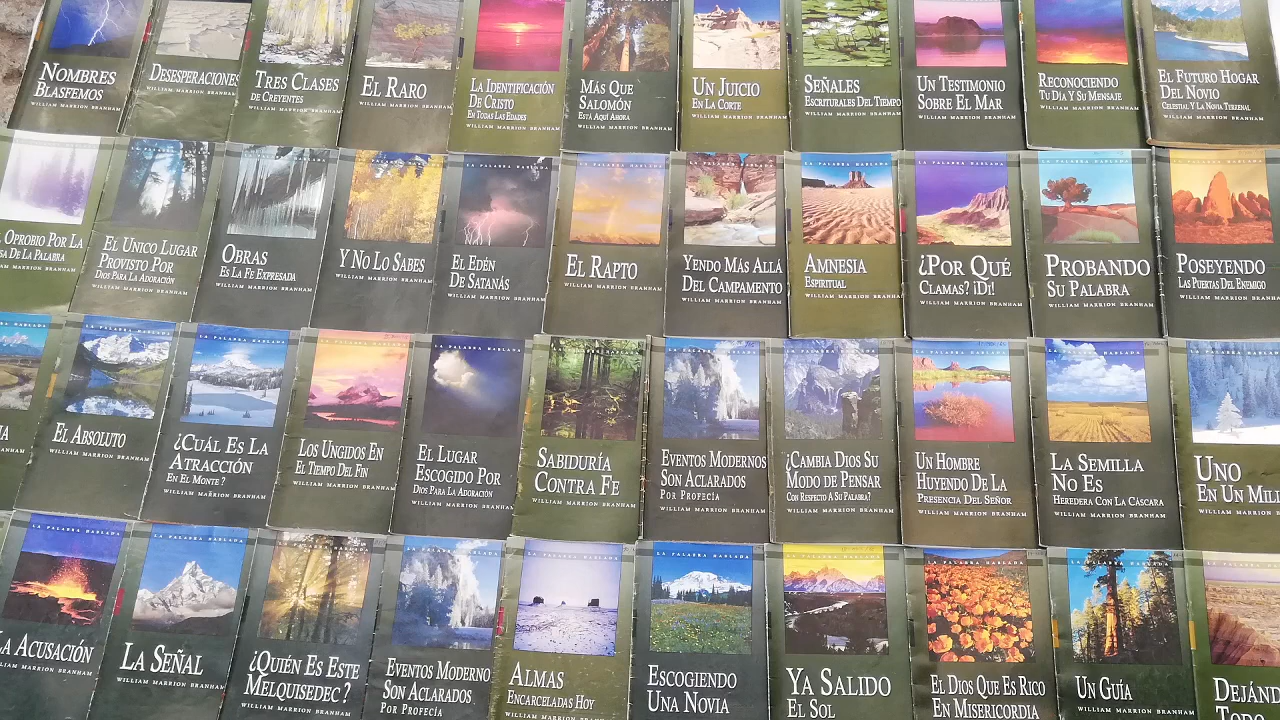 NOMBRES
BLASFEMOS
WILLIAM MARRION BRANHAM
DESESPERACIONES
WILLIAM MARRION BRANHAM
TRES CLASES
DE CREYENTES
WILLIAM MARRION BRANHAM
EL RARO
WILLIAM MARRION BRANHAM
LA IDENTIFICACIÓN
DE CRISTO
EN TODAS LAS EDADES
WILLIAM MARRION BRANHAM
MÁS QUE
SALOMÓN
ESTÁ AQUÍ AHORA
WILLIAM MARRION BRANHAM
UN JUICIO
EN LA CORTE
WILLIAM MARRION BRANHAM
SEÑALES
ESCRITURALES DEL TIEMPO
WILLIAM MARRION BRANHAM
UN TESTIMONIO
SOBRE EL MAR
WILLIAM MARRION BRANHAM
RECONOCIENDO
TU DIA Y SU MENSAJE
WILLIAM MARRION BRANHAM
EL FUTURO HOGAR
DEL NOVIO
CELESTIAL Y LA NOVIA TERRENAL
WILLIAM MARRION BRANHAM
OPROBIO POR LA
DE LA PALABRA
WILLIAM MARRION BRANHAM
EL UNICO LUGAR
PROVISTO POR
DIOS PARA LA ADORACIÓN
WILLIAM MARRION BRANHAM
OBRAS
ES LA FE EXPRESADA
WILLIAM MARRION BRANHAM
LA PALABRA HABLADA
Y NO LO SABES
WILLIAM MARRION BRANHAM
LA PALABRA HABLADA
EL EDÉN
DE SATANÁS
WILLIAM MARRION BRANHAM
LA PALABRA HABLADA
EL RAPTO
WILLIAM MARRION BRANHAM
LA PALABRA HABLADA
YENDO MÁS ALLÁ
DEL CAMPAMENTO
WILLIAM MARRION BRANHAM
LA PALABRA HABLADA
AMNESIA
ESPIRITUAL
WILLIAM MARRION BRANHAM
LA PALABRA HABLADA
¿POR QUÉ
CLAMAS? ¡DI!
WILLIAM MARRION BRANHAM
LA PALABRA HABLADA
PROBANDO
SU PALABRA
WILLIAM MARRION BRANHAM
LA PALABRA HABLADA
POSEYENDO
LAS PUERTAS DEL ENEMIGO
WILLIAM MARRION BRANHAM
LA PALABRA HABLADA
EL ABSOLUTO
WILLIAM MARRION BRANHAM
LA PALABRA HABLADA
¿CUÁL ES LA
ATRACCIÓN
EN EL MONTE?
WILLIAM MARRION BRANHAM
LA PALABRA HABLADA
LOS UNGIDOS EN
EL TIEMPO DEL FIN
WILLIAM MARRION BRANHAM
LA PALABRA HABLADA
EL LUGAR
ESCOGIDO POR
DIOS PARA LA ADORACIÓN
WILLIAM MARRION BRANHAM
LA PALABRA HABLADA
SABIDURÍA
CONTRA FE
WILLIAM MARRION BRANHAM
LA PALABRA HABLADA
EVENTOS MODERNOS
SON ACLARADOS
POR PROFECÍA
WILLIAM MARRION BRANHAM
LA PALABRA HABLADA
¿CAMBIA DIOS SU
MODO DE PENSAR
CON RESPECTO A SU PALABRA?
WILLIAM MARRION BRANHAM
LA PALABRA HABLADA
UN HOMBRE
HUYENDO DE LA
PRESENCIA DEL SEÑOR
WILLIAM MARRION BRANHAM
LA PALABRA HABLADA
LA SEMILLA
NO ES
HEREDERA CON LA CÁSCARA
WILLIAM MARRION BRANHAM
LA PALABRA HABLADA
UNO
EN UN
WILLIAM MARRION
LA PALABRA HABLADA
LA ACUSACIÓN
WILLIAM MARRION BRANHAM
LA PALABRA HABLADA
LA SEÑAL
WILLIAM MARRION BRANHAM
LA PALABRA HABLADA
¿QUIÉN ES ESTE
MELQUISEDEC?
WILLIAM MARRION BRANHAM
LA PALABRA HABLADA
EVENTOS MODERNO
SON ACLARADOS
POR PROFECÍA
ALMAS
ENCARCELADAS HOY
WILLIAM MARRION BRANHAM
LA PALABRA HABLADA
ESCOGIENDO
UNA NOVIA
LA PALABRA HABLADA
YA SALIDO
EL SOL
LA PALABRA HABLADA
EL DIOS QUE ES RICO
EN MISERICORDIA
LA PALABRA HABLADA
UN GUÍA
WILLIAM MARRION BRANHAM
LA PALABRA HABLADA